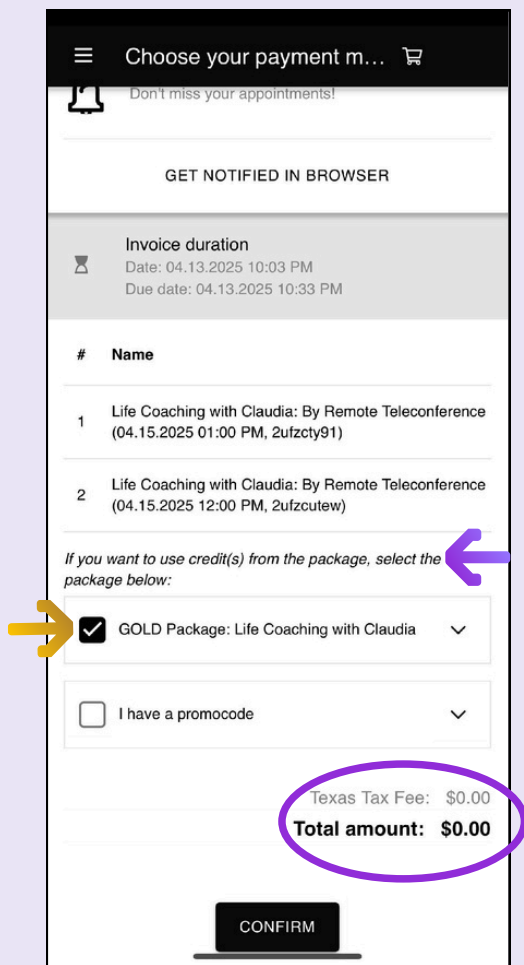 Choose your payment m...
Don't miss your appointments!
GET NOTIFIED IN BROWSER
Invoice duration
Date: 04.13.2025 10:03 PM
Due date: 04.13.2025 10:33 PM
# Name
1 Life Coaching with Claudia: By Remote Teleconference
(04.15.2025 01:00 PM, 2ufzcty91)
2 Life Coaching with Claudia: By Remote Teleconference
(04.15.2025 12:00 PM, 2ufzcutew)
If you want to use credit(s) from the package, select the
package below:
GOLD Package: Life Coaching with Claudia
I have a promocode
Texas Tax Fee: $0.00
Total amount: $0.00
CONFIRM